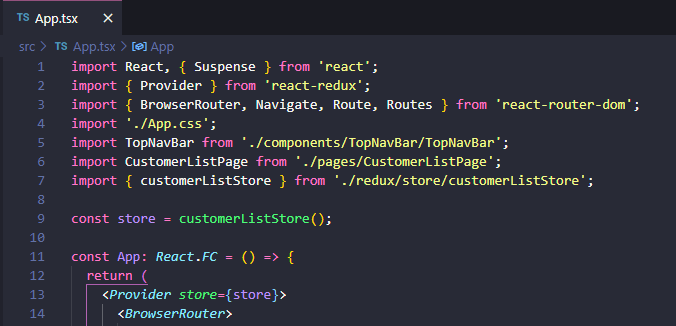 TS App.tsx ×
src > TS App.tsx > App
1 import React, { Suspense } from 'react';
2 import { Provider } from 'react-redux';
3 import { BrowserRouter, Navigate, Route, Routes } from 'react-router-dom';
4 import './App.css';
5 import TopNavBar from './components/TopNavBar/TopNavBar';
6 import CustomerListPage from './pages/CustomerListPage';
7 import { customerListStore } from './redux/store/customerListStore';
8
9 const store = customerListStore();
10
11 const App: React.FC = () => {
12 return (
13 <Provider store={store}>
14 <BrowserRouter>